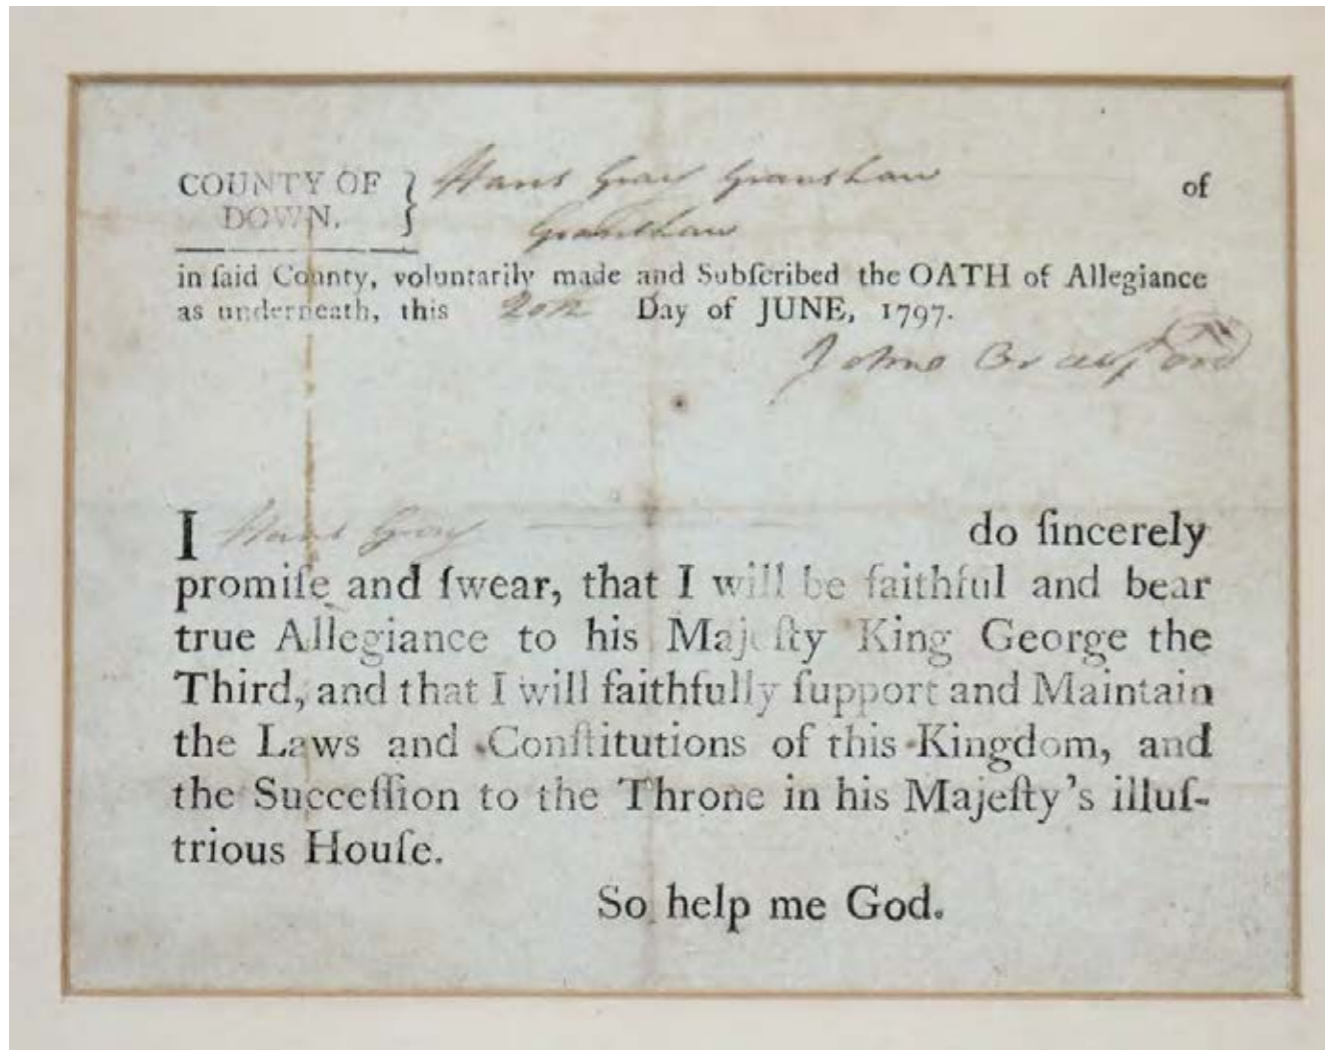 COUNTY OF } Hans Gray Granshaw of
DOWN. Granshaw
in ſaid County, voluntarily made and Subſcribed the OATH of Allegiance
as underneath, this 20th Day of JUNE, 1797.
John Crawford
I Hans Gray do ſincerely
promiſe and ſwear, that I will be faithful and bear
true Allegiance to his Majeſty King George the
Third, and that I will faithfully ſupport and Maintain
the Laws and Conſtitutions of this Kingdom, and
the Succeſſion to the Throne in his Majeſty's illuſ-
trious Houſe.
So help me God.